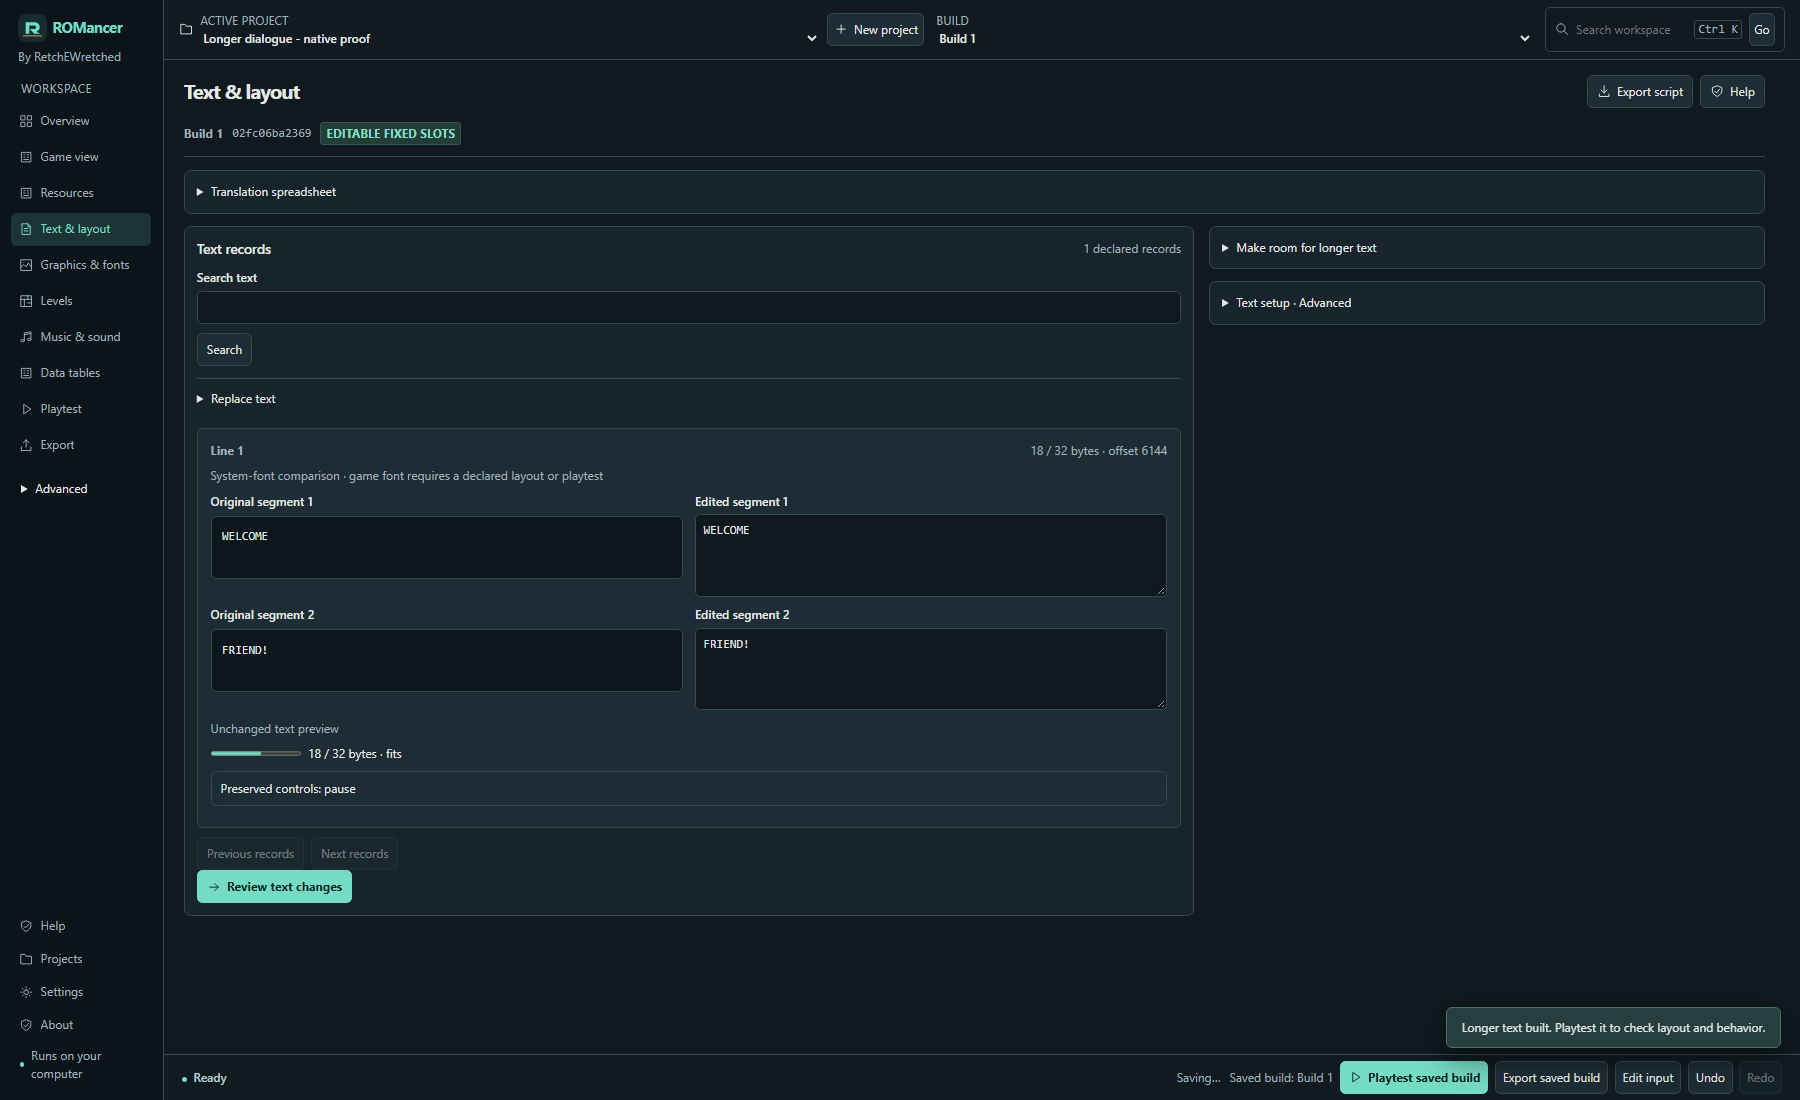 ROMancer
By RetchEWretched
WORKSPACE
Overview
Game view
Resources
Text & layout
Graphics & fonts
Levels
Music & sound
Data tables
Playtest
Export
Advanced
Help
Projects
Settings
About
Runs on your
computer
ACTIVE PROJECT
Longer dialogue - native proof
New project
BUILD
Build 1
Search workspace
Ctrl K
Go
Text & layout
Export script
Help
Build 1 02fc06ba2369 EDITABLE FIXED SLOTS
Translation spreadsheet
Text records
1 declared records
Search text
Search
Replace text
Line 1
18 / 32 bytes · offset 6144
System-font comparison · game font requires a declared layout or playtest
Original segment 1
Edited segment 1
WELCOME
WELCOME
Original segment 2
Edited segment 2
FRIEND!
FRIEND!
Unchanged text preview
18 / 32 bytes · fits
Preserved controls: pause
Previous records
Next records
Review text changes
Make room for longer text
Text setup · Advanced
Longer text built. Playtest it to check layout and behavior.
Ready
Saving... Saved build: Build 1
Playtest saved build
Export saved build
Edit input
Undo
Redo